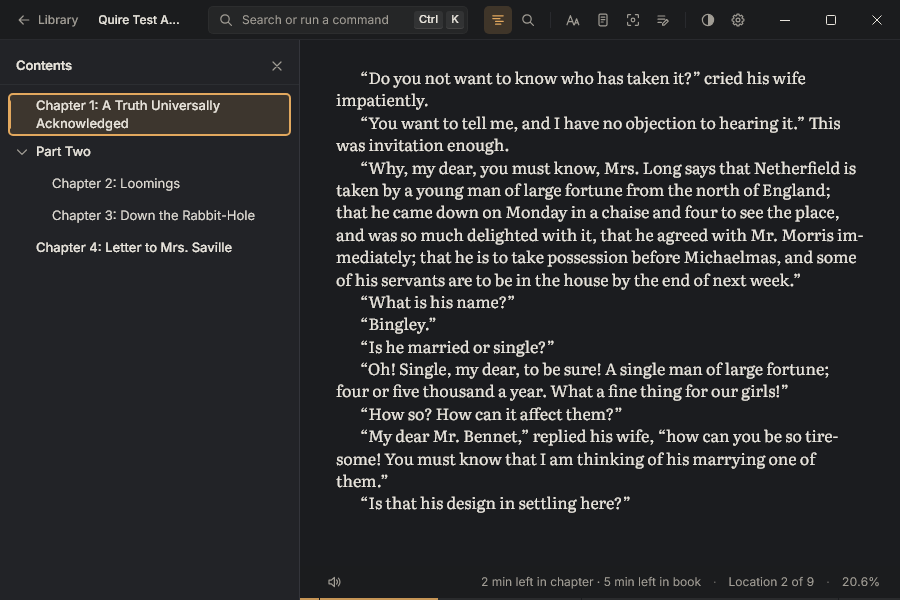 Library
Quire Test A...
Search or run a command
Ctrl K
AA
Contents
Chapter 1: A Truth Universally
Acknowledged
Part Two
Chapter 2: Loomings
Chapter 3: Down the Rabbit-Hole
Chapter 4: Letter to Mrs. Saville
“Do you not want to know who has taken it?” cried his wife
impatiently.
“You want to tell me, and I have no objection to hearing it.” This
was invitation enough.
“Why, my dear, you must know, Mrs. Long says that Netherfield is
taken by a young man of large fortune from the north of England;
that he came down on Monday in a chaise and four to see the place,
and was so much delighted with it, that he agreed with Mr. Morris im-
mediately; that he is to take possession before Michaelmas, and some
of his servants are to be in the house by the end of next week.”
“What is his name?”
“Bingley.”
“Is he married or single?”
“Oh! Single, my dear, to be sure! A single man of large fortune;
four or five thousand a year. What a fine thing for our girls!”
“How so? How can it affect them?”
“My dear Mr. Bennet,” replied his wife, “how can you be so tire-
some! You must know that I am thinking of his marrying one of
them.”
“Is that his design in settling here?”
2 min left in chapter · 5 min left in book · Location 2 of 9 · 20.6%